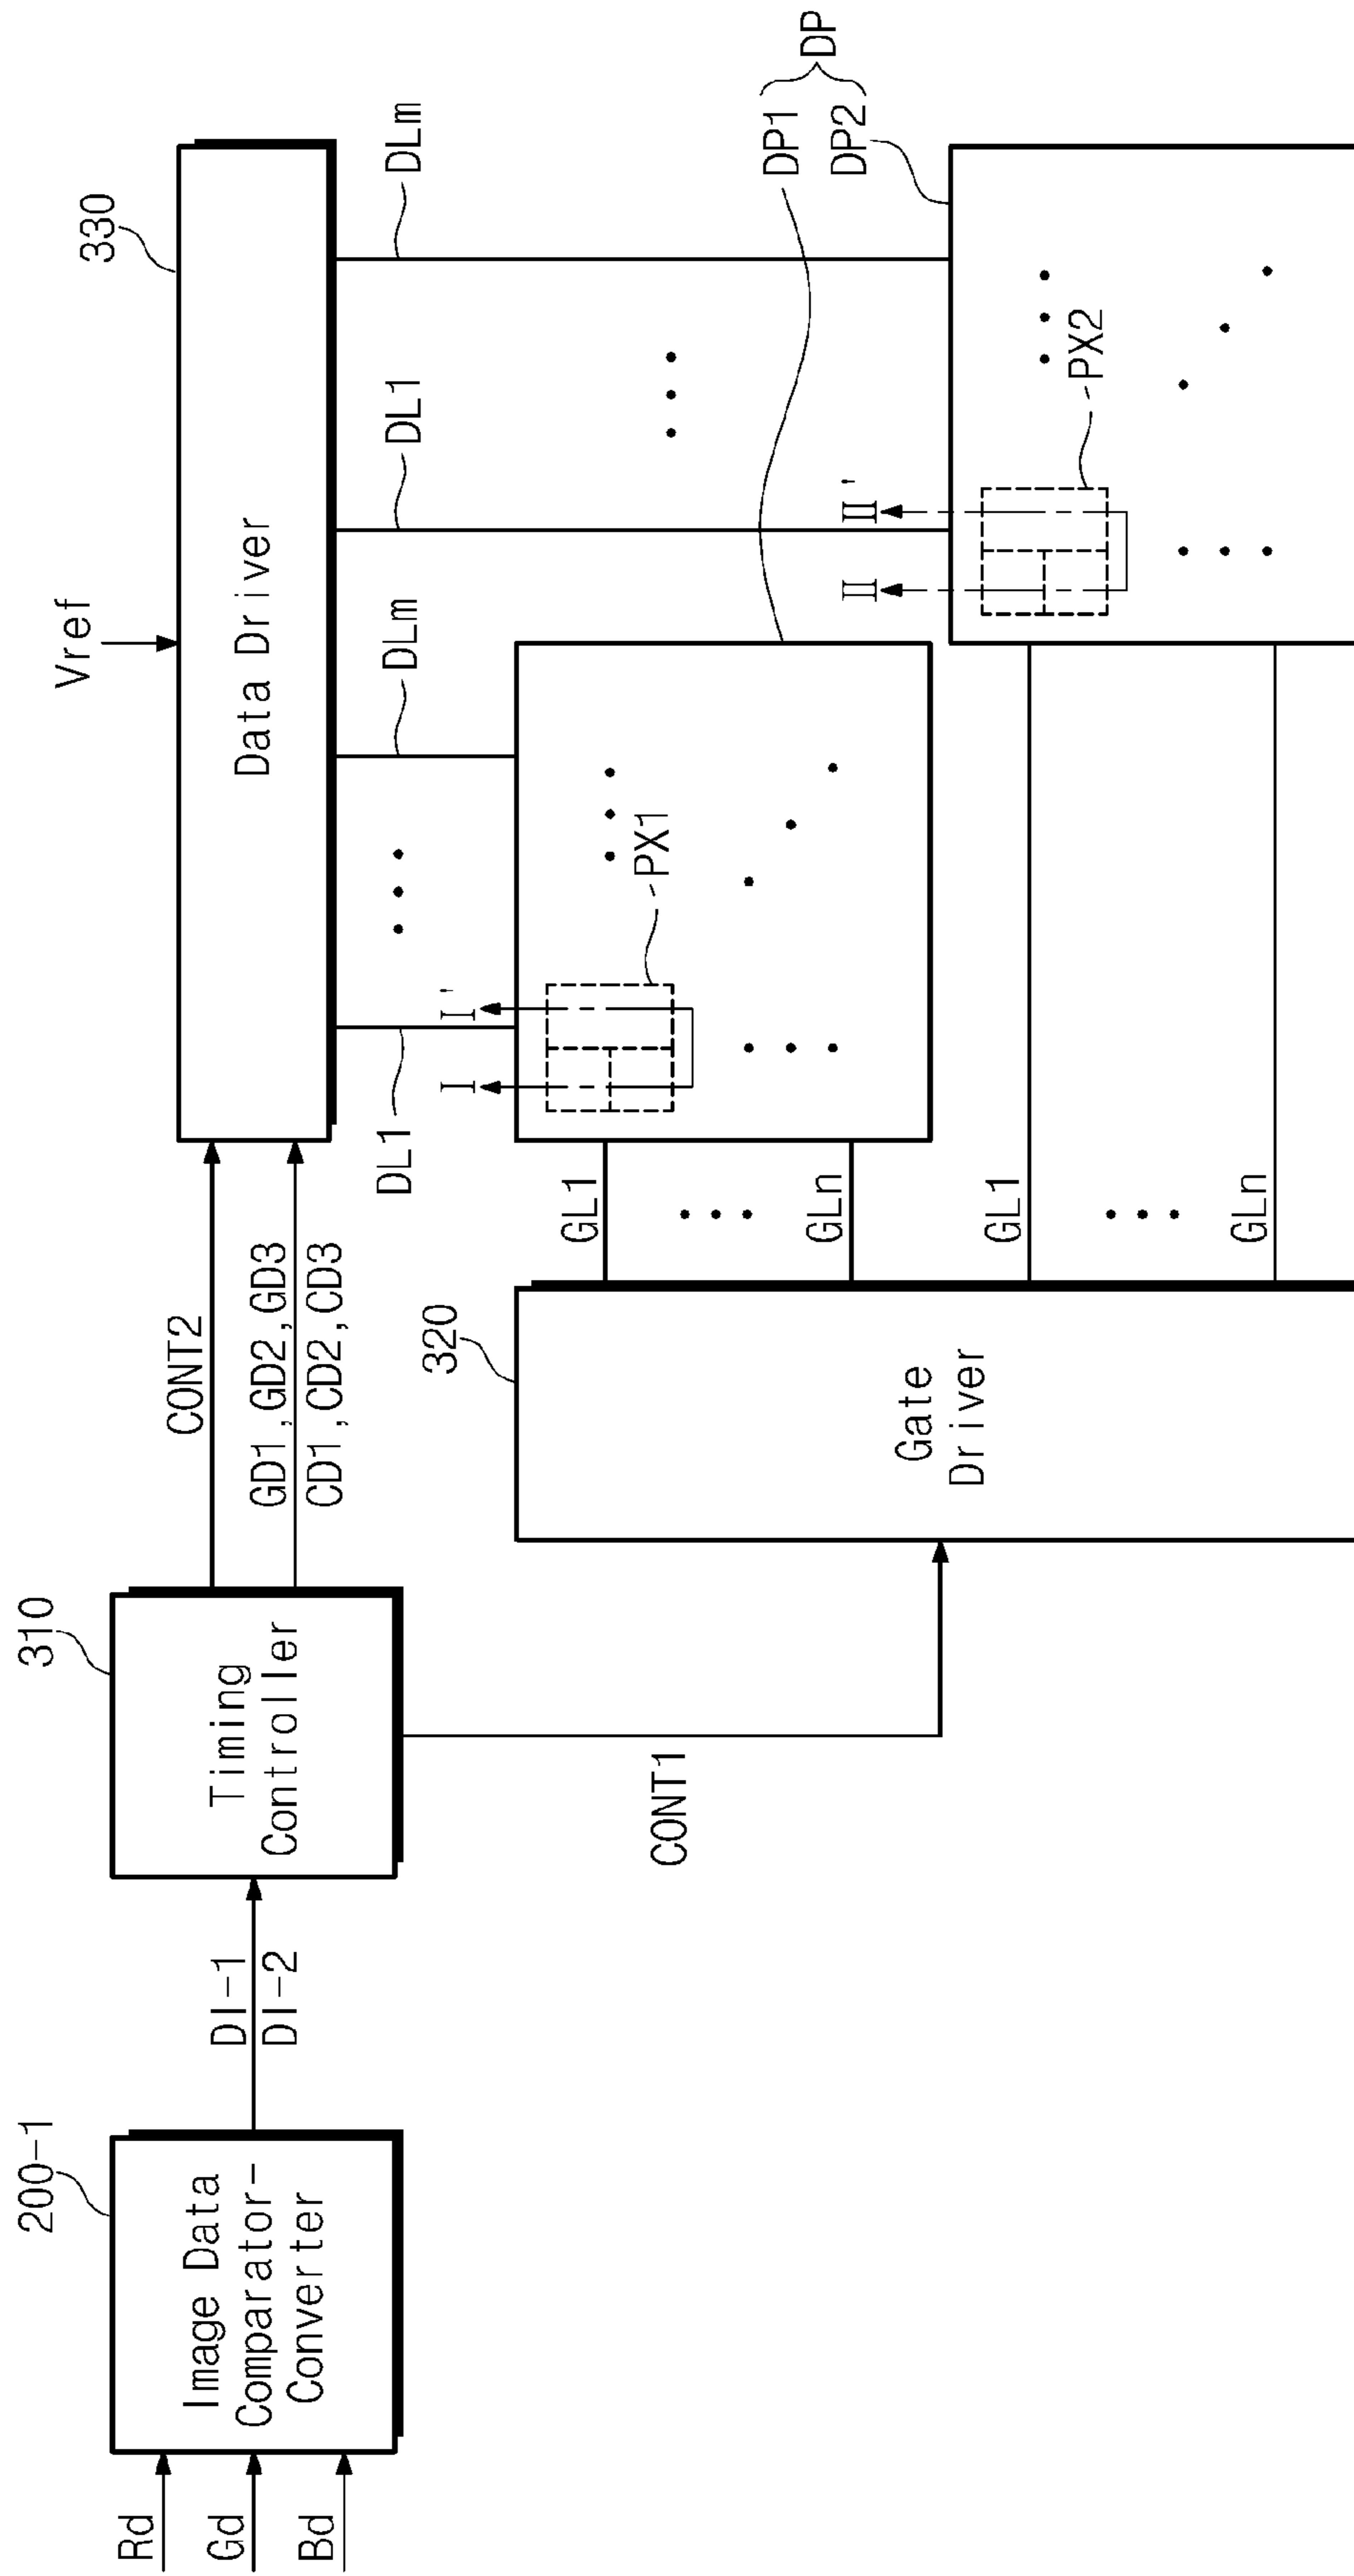 Rd
Gd
Bd
200-1
Image Data
Comparator-
Converter
DI-1
DI-2
310
Timing
Controller
CONT1
CONT2
GD1,GD2,GD3
CD1,CD2,CD3
320
Gate
Driver
GL1
GLn
GL1
GLn
Vref
330
Data Driver
DL1
DLm
DL1
DLm
I
I'
PX1
II
II'
PX2
DP1
DP2
DP